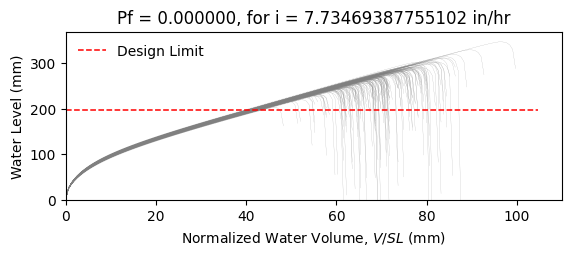 Pf = 0.000000, for i = 7.73469387755102 in/hr
Design Limit
Water Level (mm)
300
200
100
0
0 20 40 60 80 100
Normalized Water Volume, V/SL (mm)